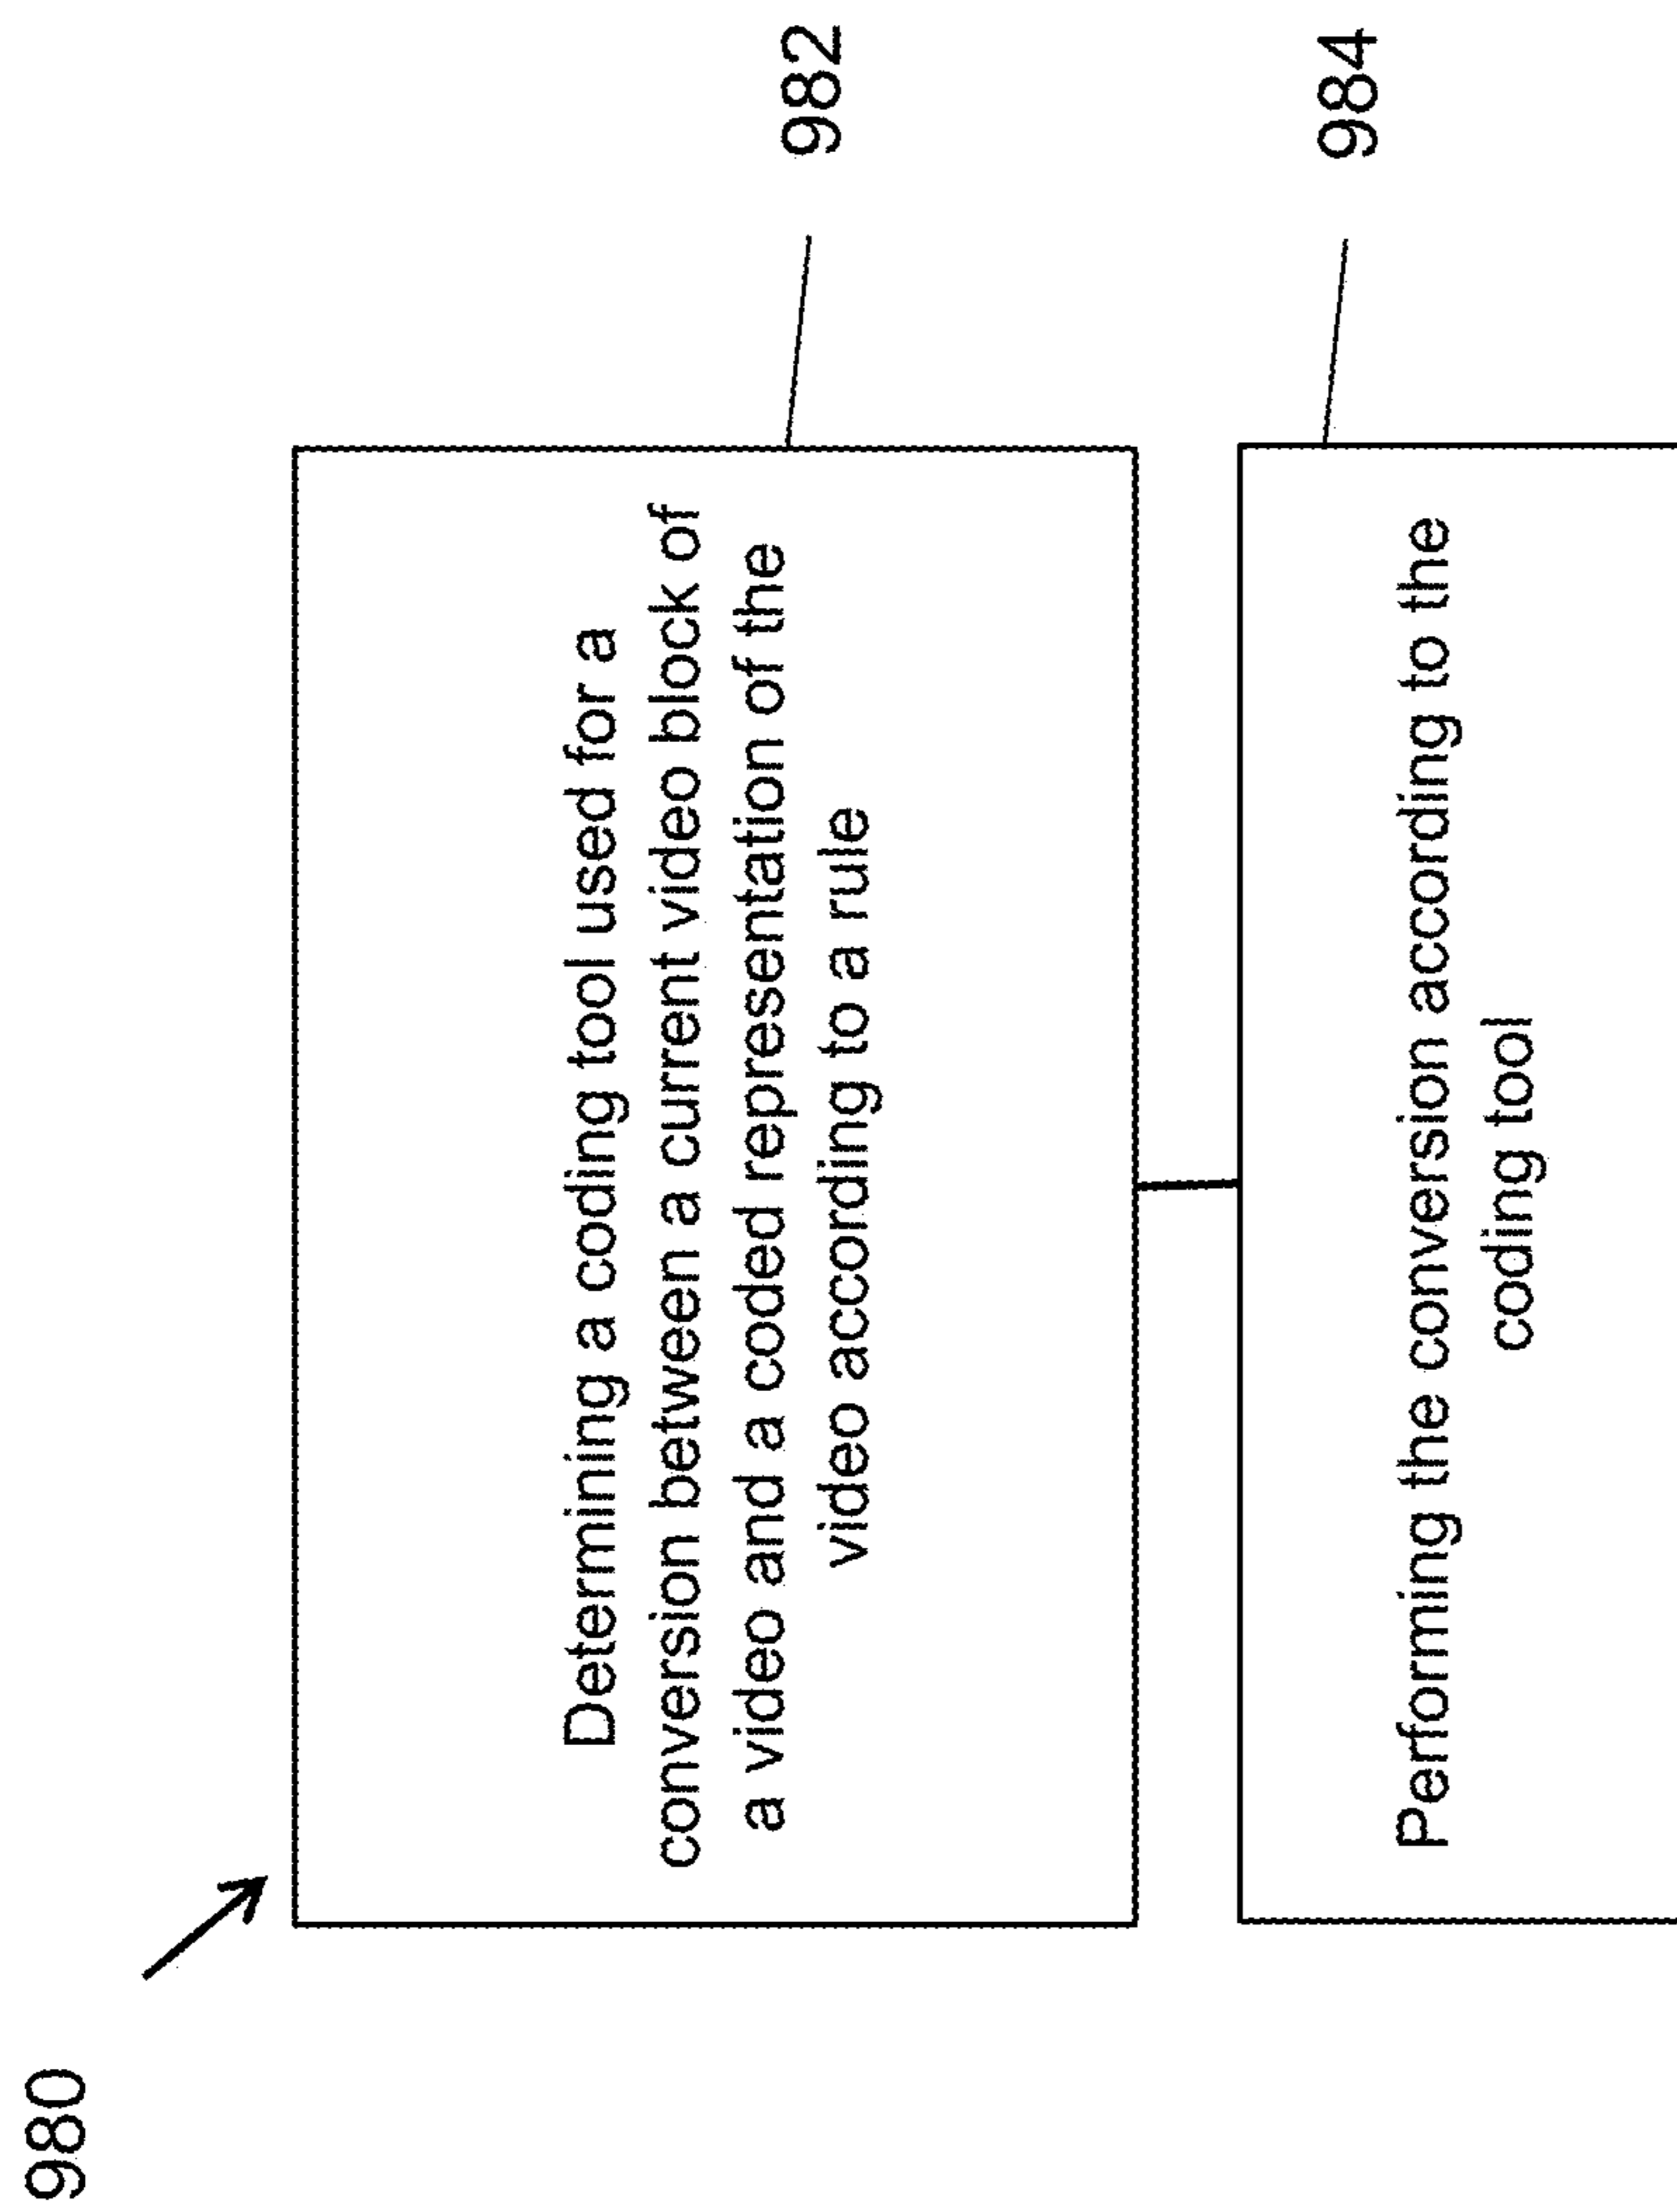 980
Determining a coding tool used for a
conversion between a current video block of
a video and a coded representation of the
video according to a rule
982
Performing the conversion according to the
coding tool
984